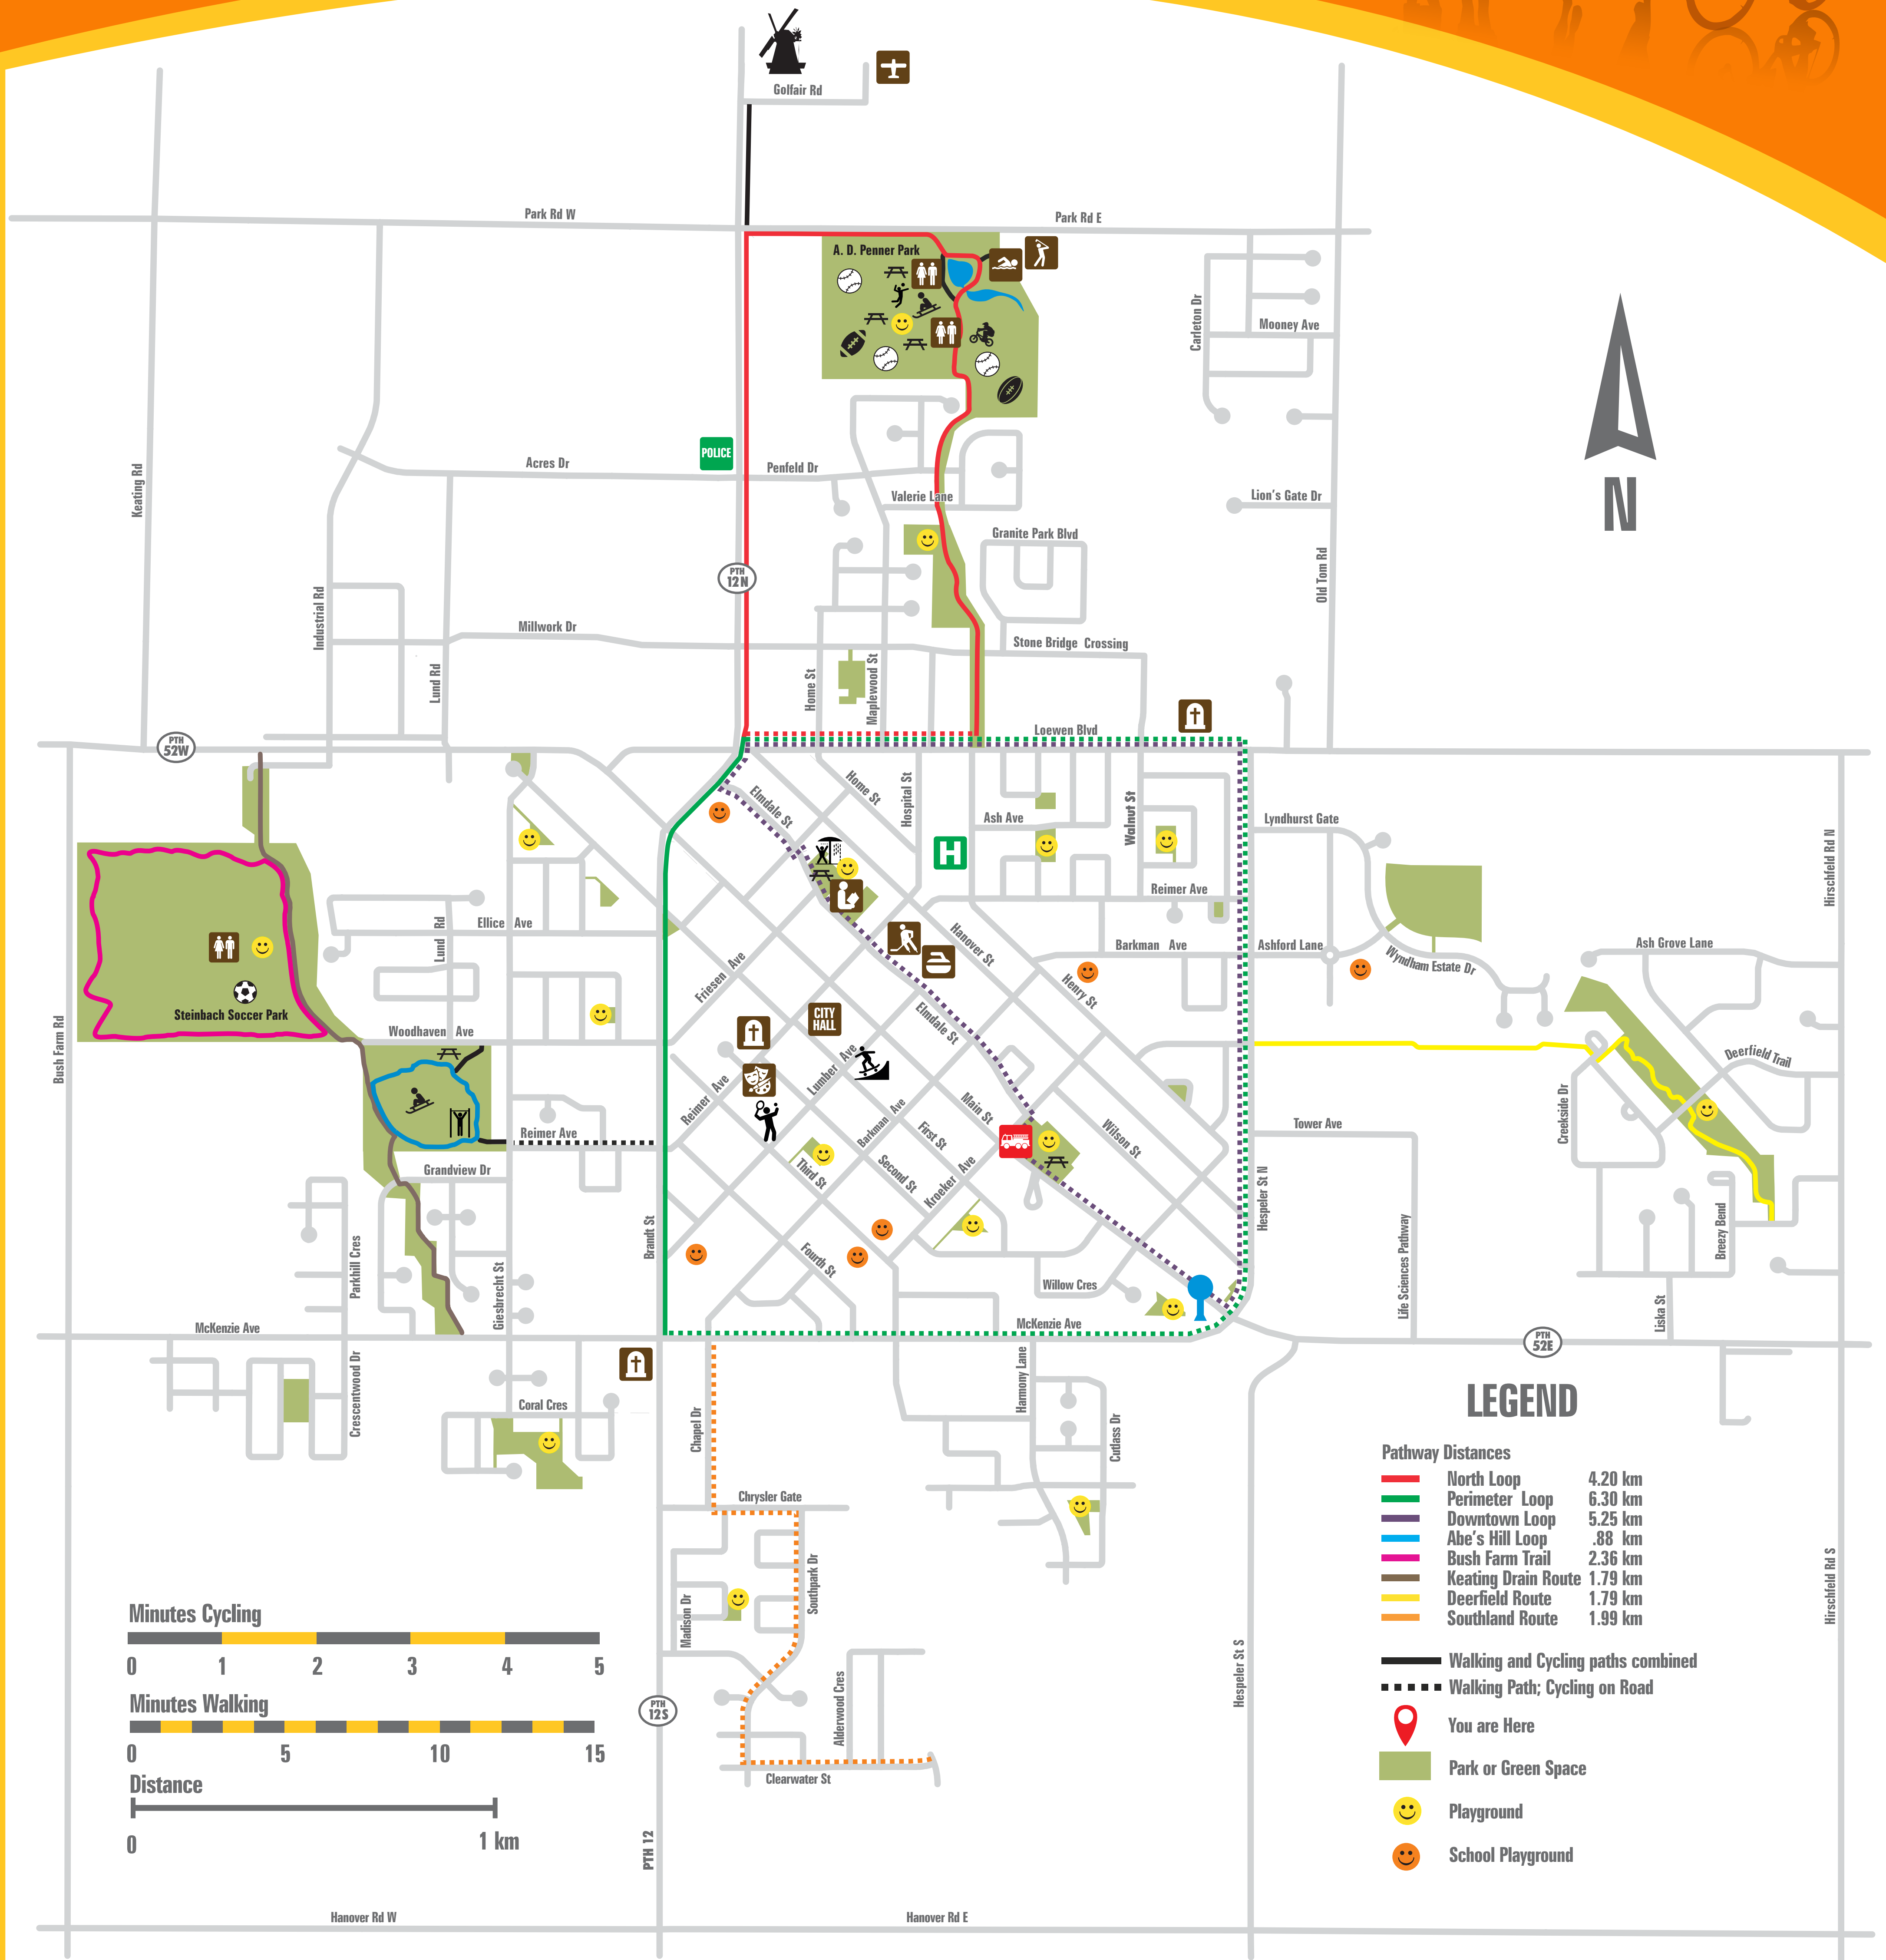 Golfair Rd
Park Rd W
Park Rd E
A. D. Penner Park
Carleton Dr
Mooney Ave
N
Keating Rd
Acres Dr
POLICE
Penfeld Dr
Valerie Lane
Lion's Gate Dr
Granite Park Blvd
PTH
12N
Old Tom Rd
Industrial Rd
Millwork Dr
Stone Bridge Crossing
Lund Rd
Home St
Maplewood St
PTH
52W
Loewen Blvd
Elmdale St
Home St
Hospital St
Ash Ave
Walnut St
Lyndhurst Gate
Hirschfeld Rd N
H
Reimer Ave
Lund Rd
Ellice Ave
Hanover St
Barkman Ave
Ashford Lane
Wyndham Estate Dr
Ash Grove Lane
Friesen Ave
Henry St
Steinbach Soccer Park
CITY
HALL
Elmdale St
Woodhaven Ave
Bush Farm Rd
Lumber Ave
Deerfield Trail
Reimer Ave
Main St
Creekside Dr
Barkman Ave
First St
Wilson St
Tower Ave
Reimer Ave
Grandview Dr
Third St
Second St
Kroeker Ave
Hespeler St N
Brandt St
Parkhill Cres
Giesbrecht St
Fourth St
Willow Cres
Life Sciences Pathway
Breezy Bend
Liska St
McKenzie Ave
McKenzie Ave
PTH
52E
Crescentwood Dr
Coral Cres
Chapel Dr
Harmony Lane
Cutlass Dr
Chrysler Gate
Southpark Dr
Madison Dr
Alderwood Cres
PTH
12S
Clearwater St
Hespeler St S
Hirschfeld Rd S
PTH 12
Hanover Rd W
Hanover Rd E
LEGEND
Pathway Distances
North Loop 4.20 km
Perimeter Loop 6.30 km
Downtown Loop 5.25 km
Abe's Hill Loop .88 km
Bush Farm Trail 2.36 km
Keating Drain Route 1.79 km
Deerfield Route 1.79 km
Southland Route 1.99 km
Walking and Cycling paths combined
Walking Path; Cycling on Road
You are Here
Park or Green Space
Playground
School Playground
Minutes Cycling
0 1 2 3 4 5
Minutes Walking
0 5 10 15
Distance
0 1 km